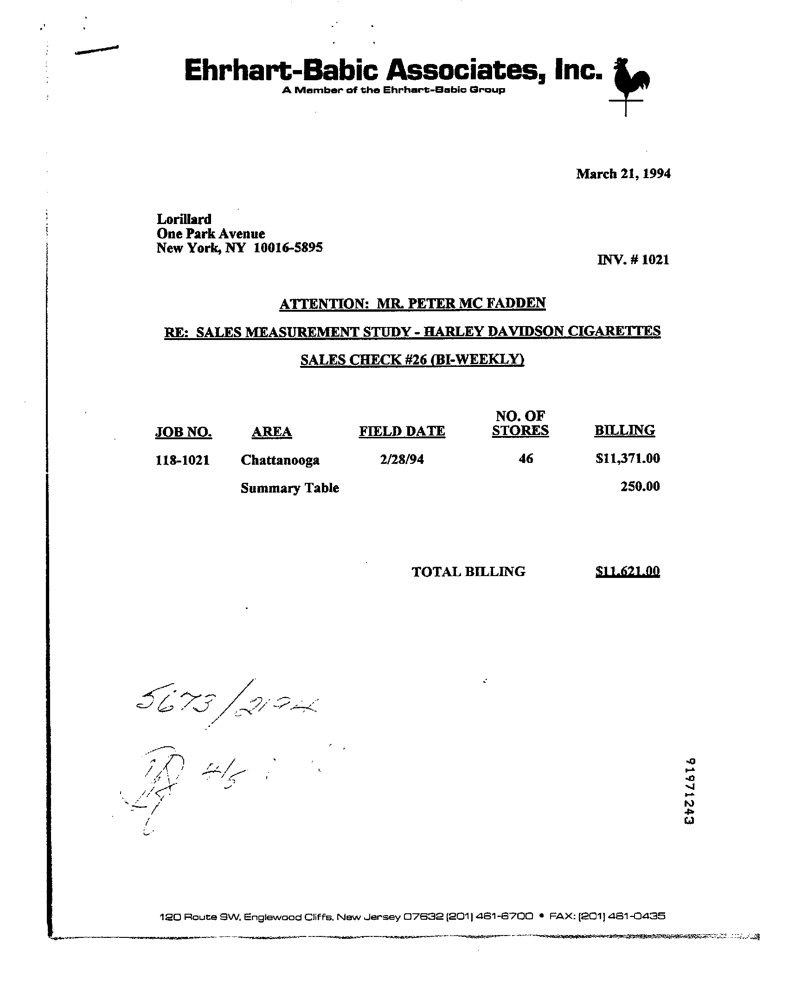 Ehrhart-Babic Associates, Inc.
A Member of the Ehrhart-Babic Group
March 21, 1994
Lorillard
One Park Avenue
New York, NY 10016-5895
INV. # 1021
ATTENTION: MR. PETER MC FADDEN
RE: SALES MEASUREMENT STUDY - HARLEY DAVIDSON CIGARETTES
SALES CHECK #26 (BI-WEEKLY)
JOB NO. AREA FIELD DATE NO. OF STORES BILLING
118-1021 Chattanooga 2/28/94 46 $11,371.00
Summary Table 250.00
TOTAL BILLING $11,621.00
5673/2194
4/5
91971243
120 Route 9W, Englewood Cliffs, New Jersey 07632 (201) 461-6700 • FAX: (201) 461-0435